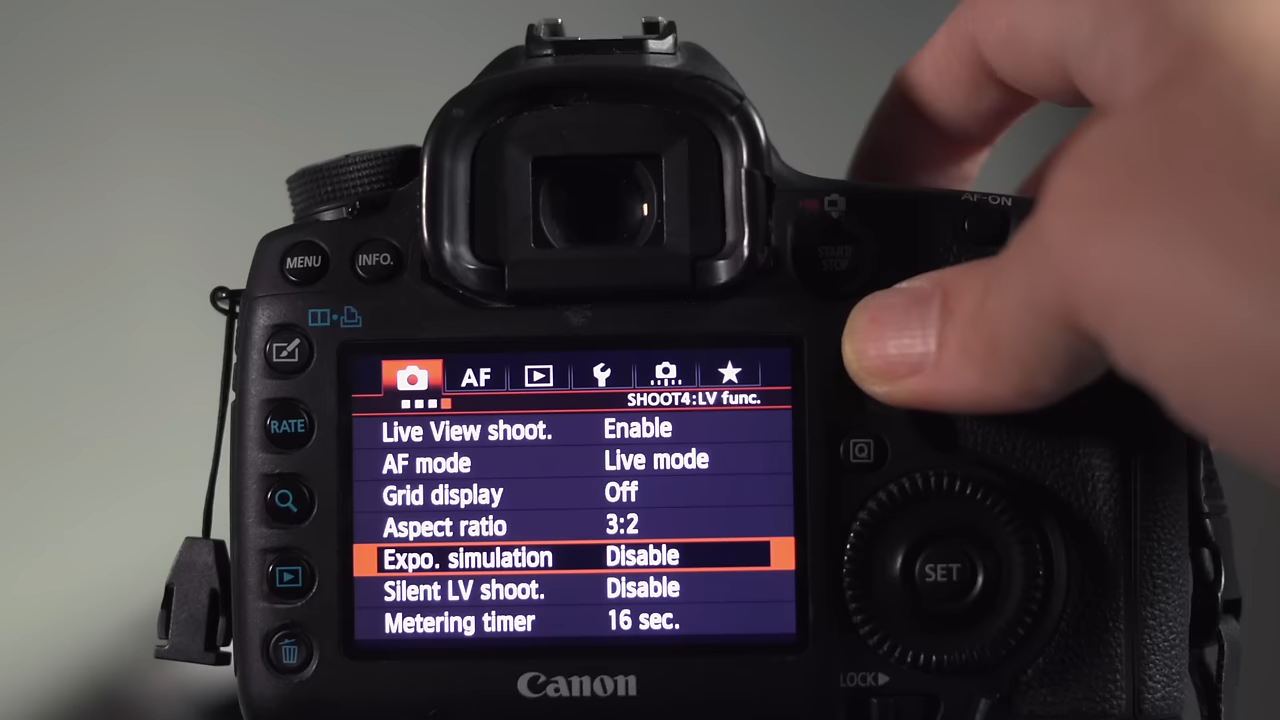 AF-ON
START/
STOP
MENU
INFO.
AF
SHOOT4:LV func.
Live View shoot. Enable
RATE
AF mode Live mode
Q
Grid display Off
Aspect ratio 3:2
Expo. simulation Disable
SET
Silent LV shoot. Disable
Metering timer 16 sec.
LOCK▶
Canon